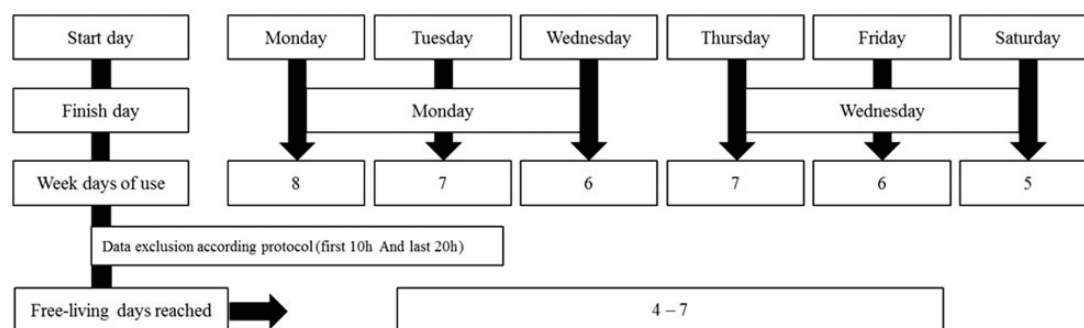 Start day
Monday
Tuesday
Wednesday
Thursday
Friday
Saturday
Finish day
Monday
Wednesday
Week days of use
8
7
6
7
6
5
Data exclusion according protocol (first 10h And last 20h)
Free-living days reached
4 – 7